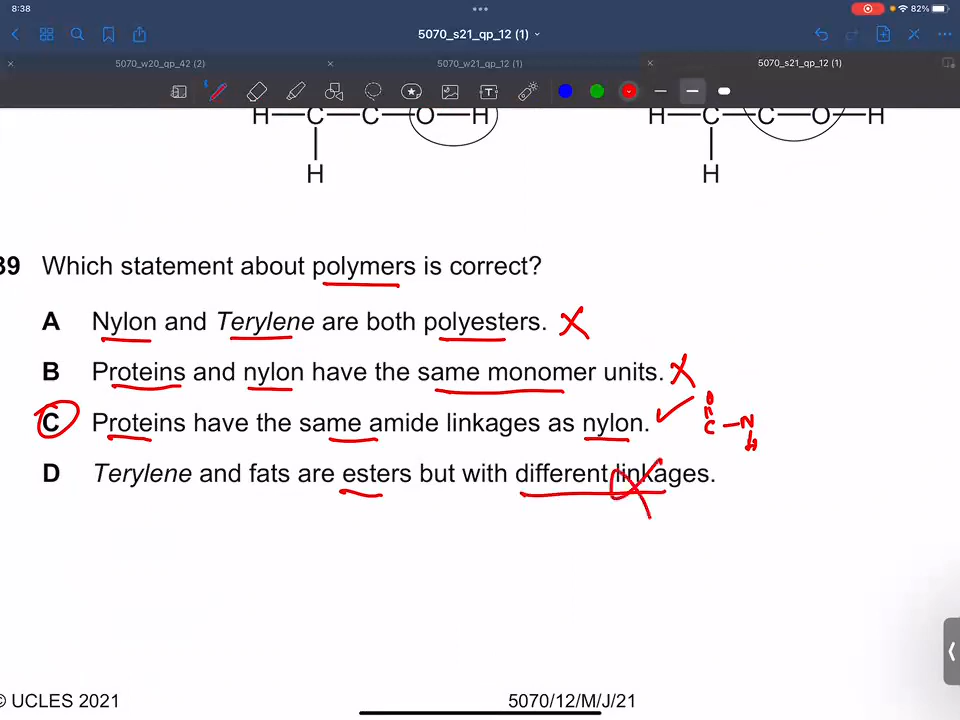 8:38
82%
5070_s21_qp_12 (1)
5070_w20_qp_42 (2)
5070_w21_qp_12 (1)
5070_s21_qp_12 (1)
H C C O H
H
H C C O H
H
39 Which statement about polymers is correct?
A Nylon and Terylene are both polyesters.
B Proteins and nylon have the same monomer units.
C Proteins have the same amide linkages as nylon.
O
C N
H
D Terylene and fats are esters but with different linkages.
© UCLES 2021
5070/12/M/J/21